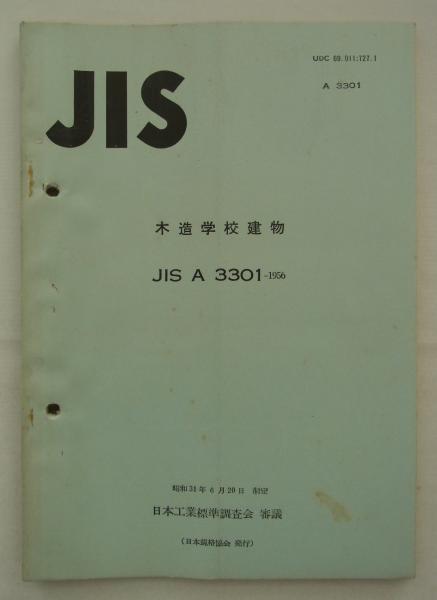 UDC 69.011:727.1
A 3301
JIS
木造学校建物
JIS A 3301-1956
昭和31年6月20日 制定
日本工業標準調査会 審議
(日本規格協会 発行)